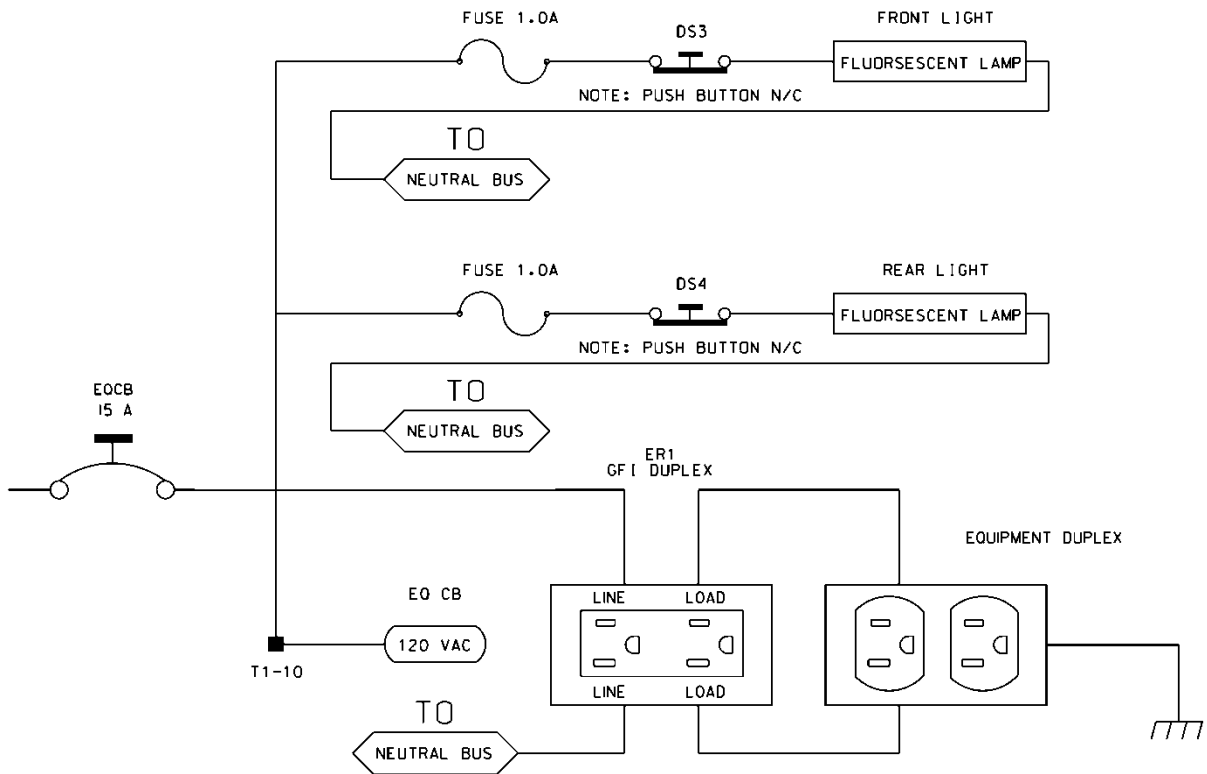 FUSE 1.0A
DS3
FRONT LIGHT
FLUORSESCENT LAMP
NOTE: PUSH BUTTON N/C
TO
NEUTRAL BUS
FUSE 1.0A
DS4
REAR LIGHT
FLUORSESCENT LAMP
NOTE: PUSH BUTTON N/C
TO
NEUTRAL BUS
EQCB
15 A
ER1
GFI DUPLEX
EQUIPMENT DUPLEX
LINE LOAD
EQ CB
120 VAC
T1-10
LINE LOAD
TO
NEUTRAL BUS